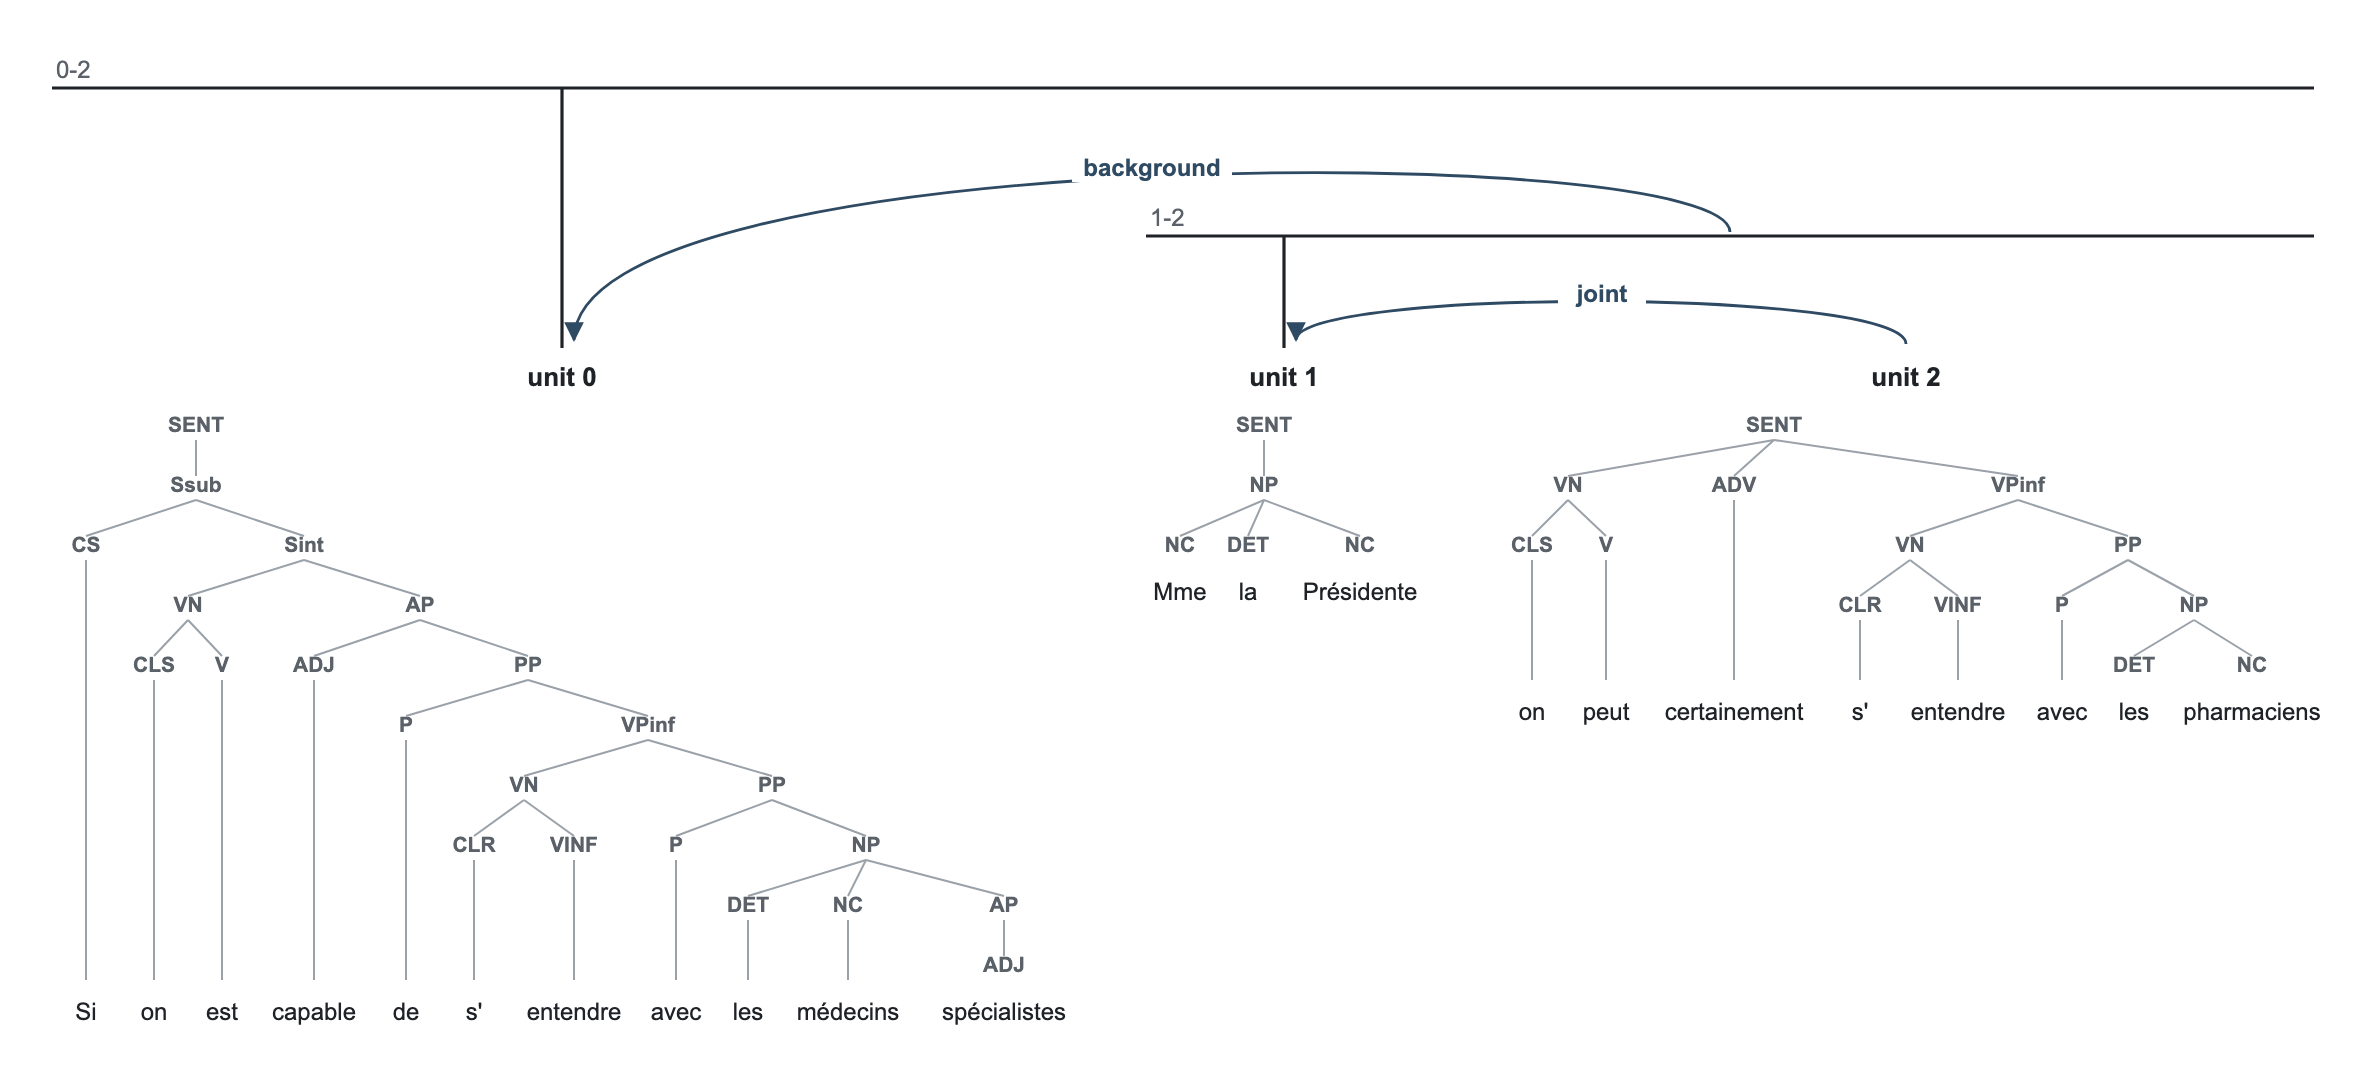 0-2
background
1-2
joint
unit 0 unit 1 unit 2
SENT SENT SENT
Ssub NP VN ADV VPinf
CS Sint NC DET NC CLS V VN PP
Mme la Présidente
VN AP CLR VINF P NP
CLS V ADJ PP DET NC
on peut certainement s' entendre avec les pharmaciens
P VPinf
VN PP
CLR VINF P NP
DET NC AP
ADJ
Si on est capable de s' entendre avec les médecins spécialistes